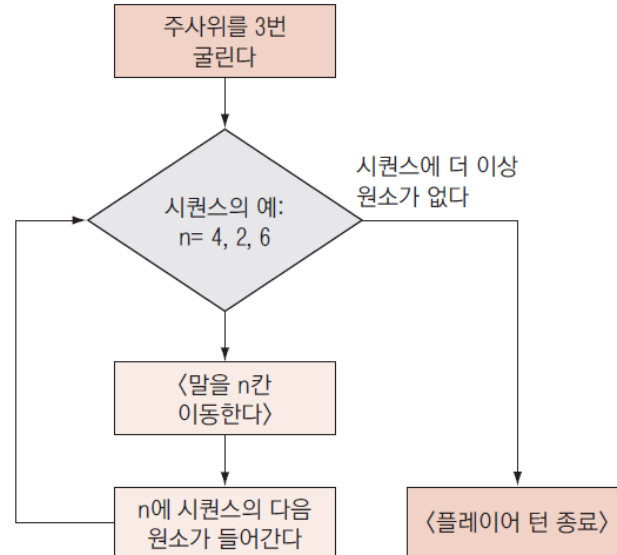 주사위를 3번
굴린다
시퀀스에 더 이상
원소가 없다
시퀀스의 예:
n= 4, 2, 6
〈말을 n칸
이동한다〉
n에 시퀀스의 다음
원소가 들어간다
〈플레이어 턴 종료〉